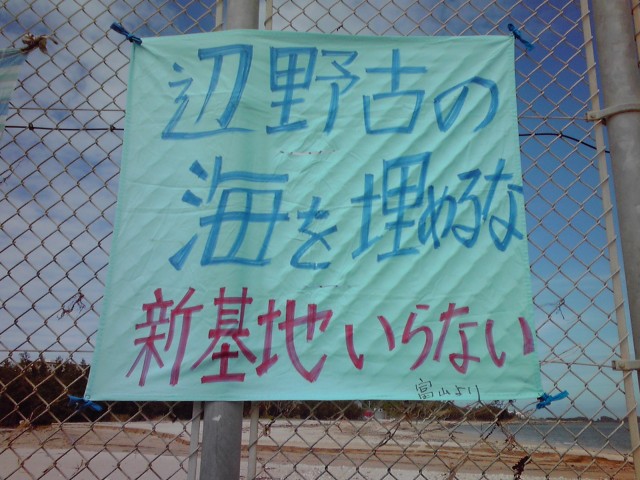 辺野古の
海を埋めるな
新基地いらない
富山より